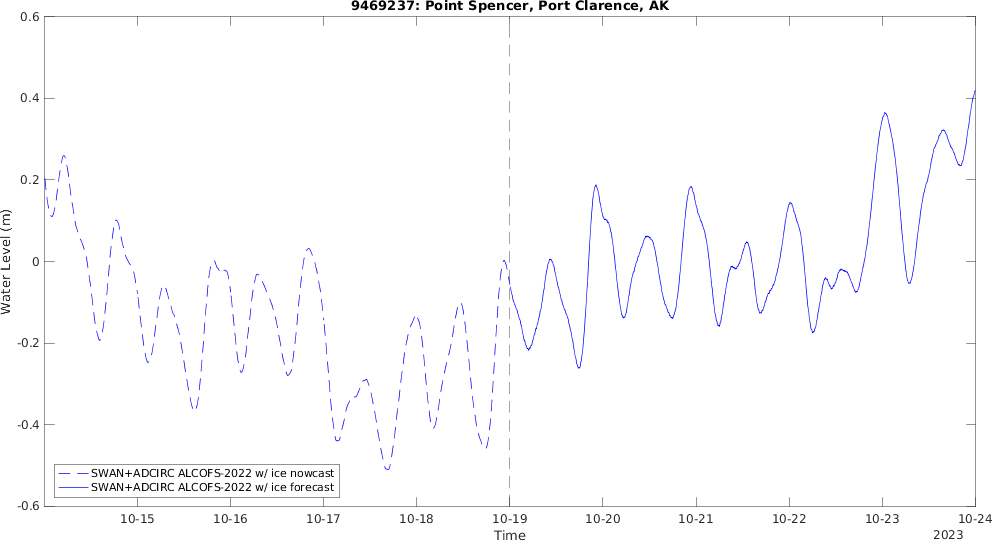 9469237: Point Spencer, Port Clarence, AK
0.6
0.4
0.2
0
-0.2
-0.4
-0.6
Water Level (m)
SWAN+ADCIRC ALCOFS-2022 w/ ice nowcast
SWAN+ADCIRC ALCOFS-2022 w/ ice forecast
10-15 10-16 10-17 10-18 10-19 10-20 10-21 10-22 10-23 10-24
Time
2023